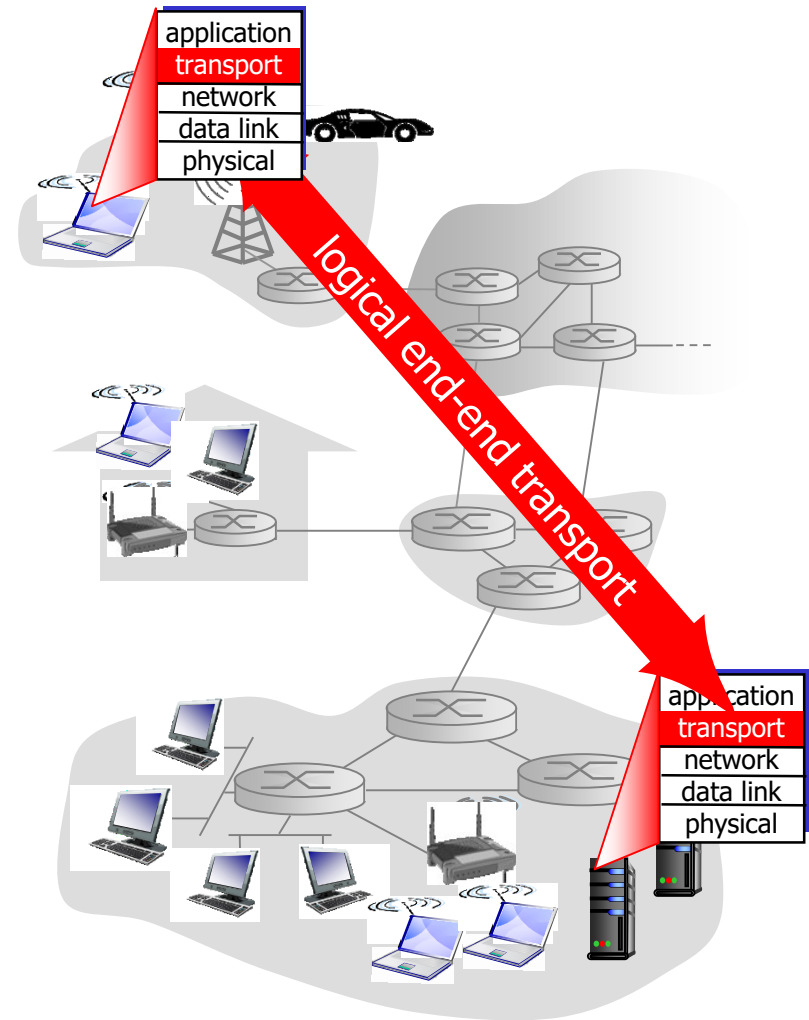 application
transport
network
data link
physical
logical end-end transport
application
transport
network
data link
physical